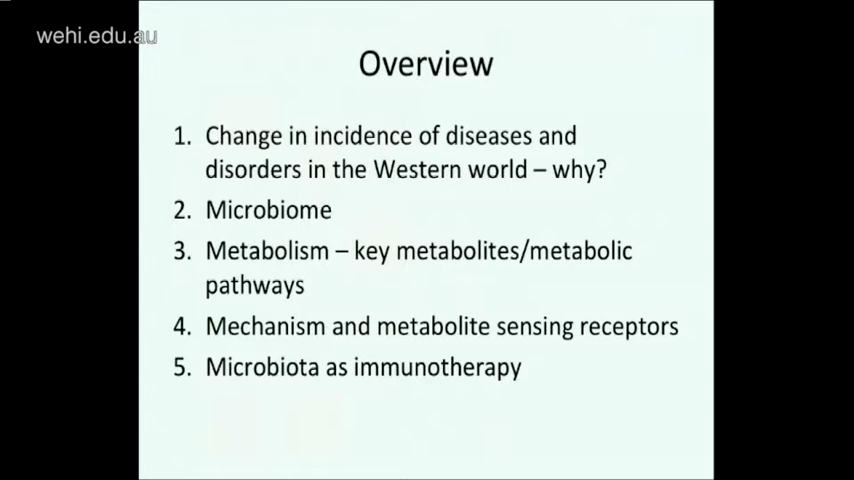 wehi.edu.au
Overview
1. Change in incidence of diseases and
disorders in the Western world – why?
2. Microbiome
3. Metabolism – key metabolites/metabolic
pathways
4. Mechanism and metabolite sensing receptors
5. Microbiota as immunotherapy